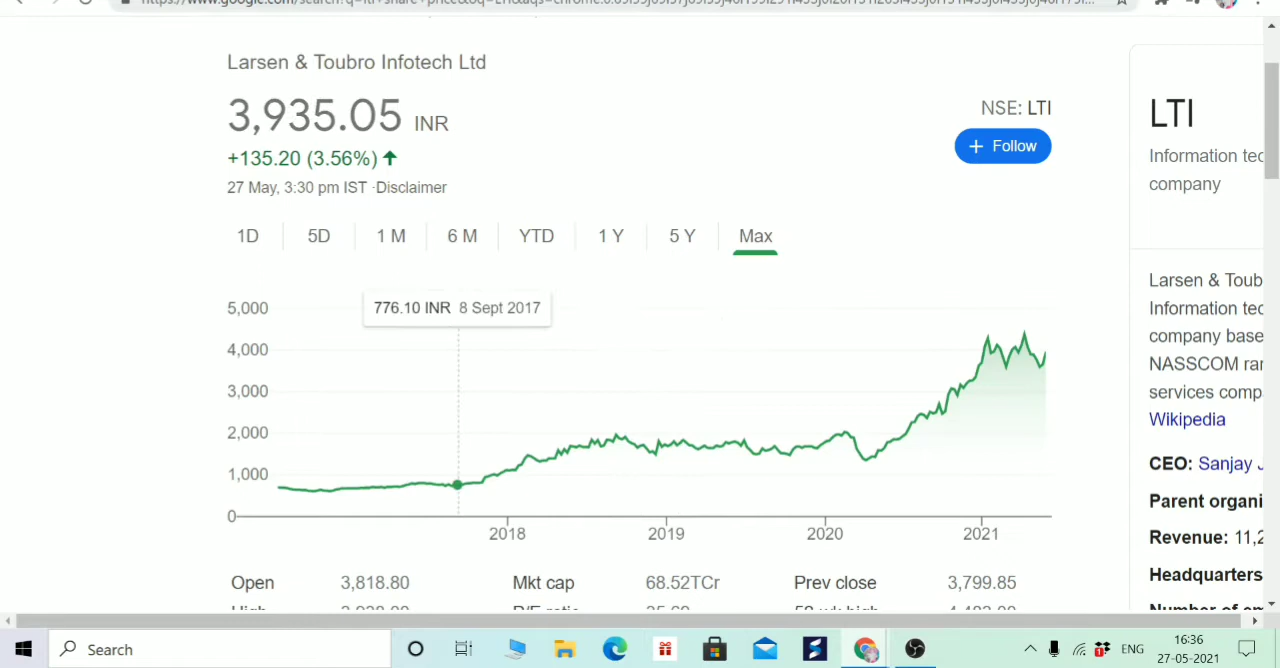 Larsen & Toubro Infotech Ltd
3,935.05 INR
+135.20 (3.56%)
27 May, 3:30 pm IST ·Disclaimer
NSE: LTI
+ Follow
1D 5D 1 M 6 M YTD 1 Y 5 Y Max
776.10 INR 8 Sept 2017
5,000
4,000
3,000
2,000
1,000
0
2018 2019 2020 2021
Open 3,818.80 Mkt cap 68.52TCr Prev close 3,799.85
LTI
Information tec
company
Larsen & Toub
Information tec
company base
NASSCOM ran
services comp
Wikipedia
CEO: Sanjay J
Parent organi
Revenue: 11,2
Headquarters
Search
ENG
16:36
27-05-2021